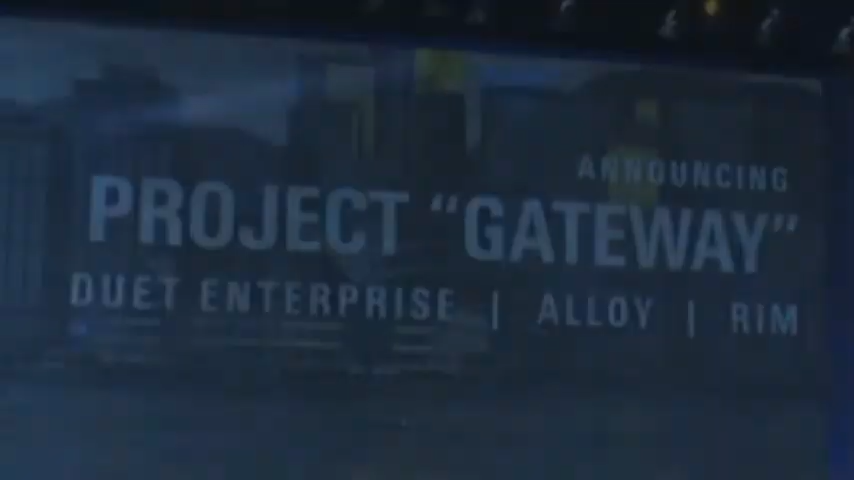 ANNOUNCING
PROJECT "GATEWAY"
DUET ENTERPRISE | ALLOY | RIM